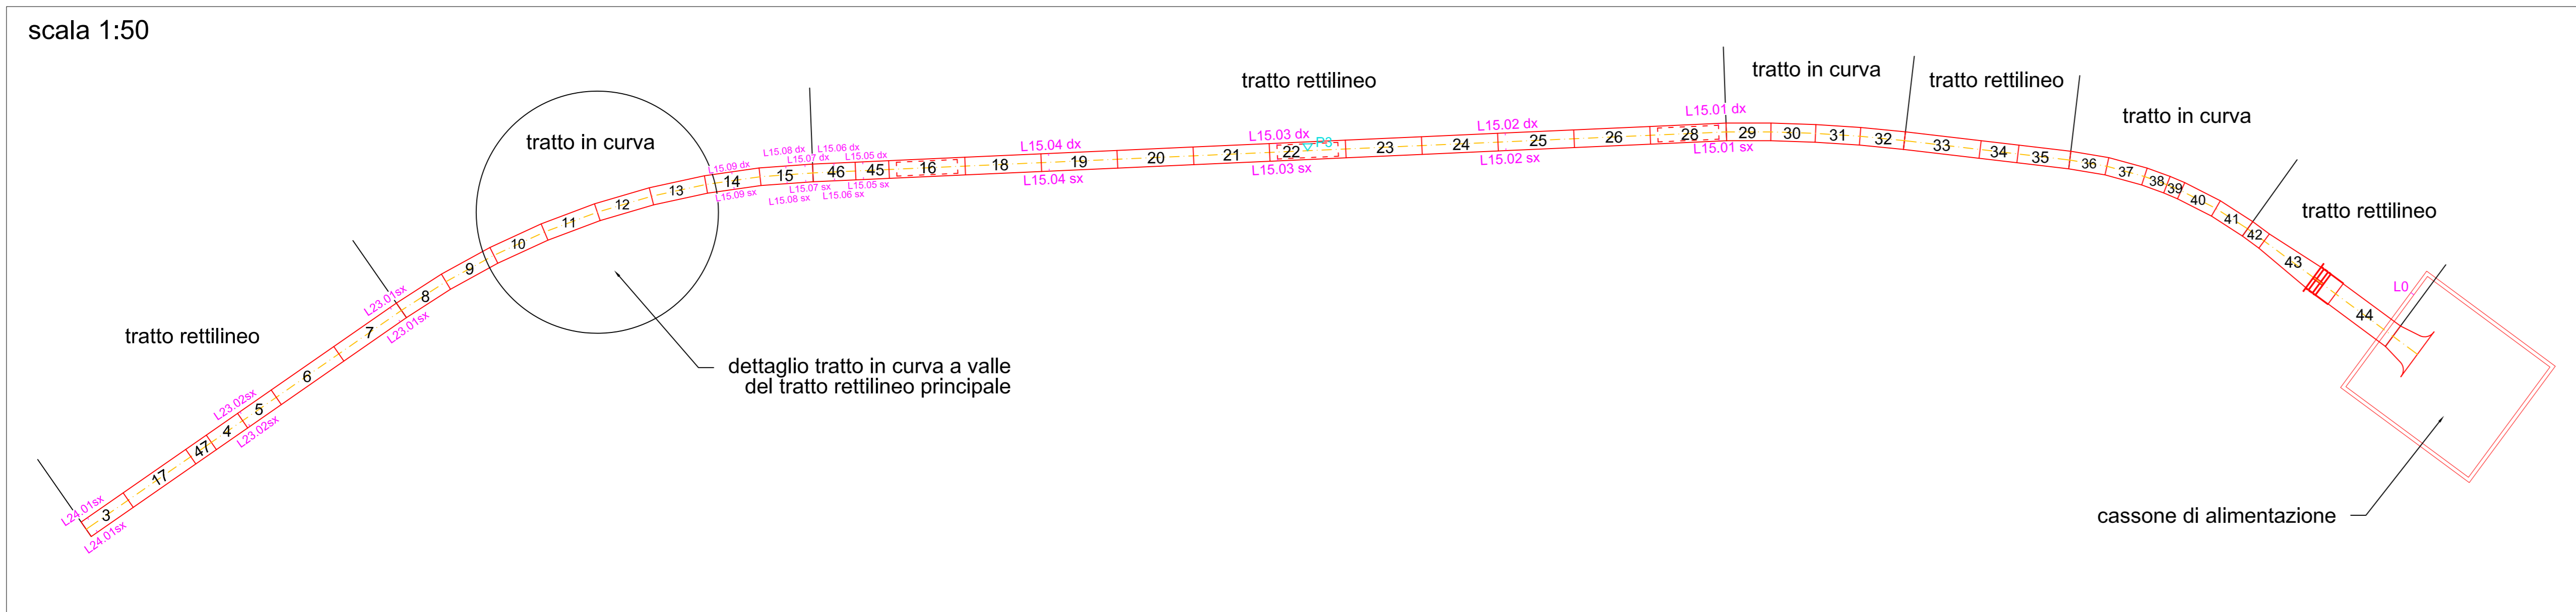 scala 1:50
tratto rettilineo
tratto in curva
tratto rettilineo
tratto in curva
tratto rettilineo
tratto in curva
tratto rettilineo
dettaglio tratto in curva a valle
del tratto rettilineo principale
cassone di alimentazione
L24.01sx
L24.01sx
L23.02sx
L23.02sx
L23.01sx
L23.01sx
L15.09 dx
L15.09 sx
L15.08 dx
L15.08 sx
L15.07 dx
L15.07 sx
L15.06 dx
L15.06 sx
L15.05 dx
L15.05 sx
L15.04 dx
L15.04 sx
L15.03 dx
L15.03 sx
P3
L15.02 dx
L15.02 sx
L15.01 dx
L15.01 sx
L0
3
17
47
4
5
6
7
8
9
10
11
12
13
14
15
46
45
16
18
19
20
21
22
23
24
25
26
28
29
30
31
32
33
34
35
36
37
38
39
40
41
42
43
44